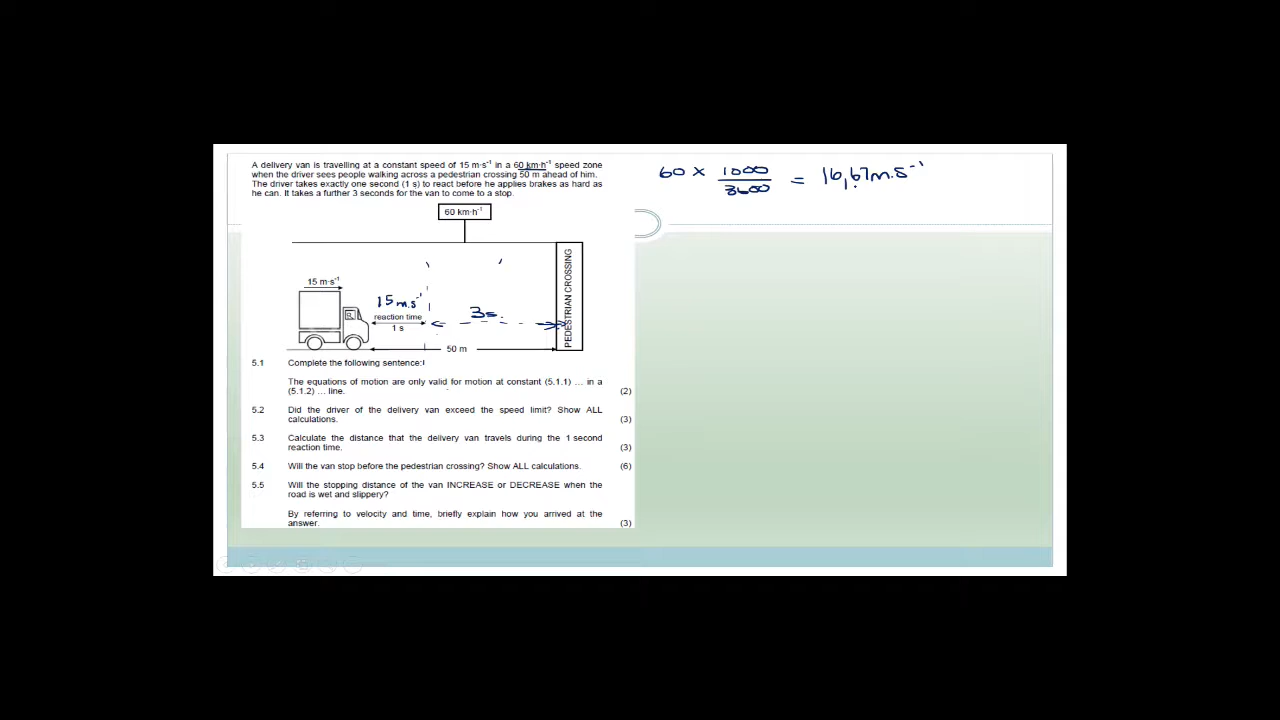 A delivery van is travelling at a constant speed of 15 m·s⁻¹ in a 60 km·h⁻¹ speed zone
when the driver sees people walking across a pedestrian crossing 50 m ahead of him.
The driver takes exactly one second (1 s) to react before he applies brakes as hard as
he can. It takes a further 3 seconds for the van to come to a stop.
60 × 1000/3600 = 16,67 m.s⁻¹
60 km·h⁻¹
PEDESTRIAN CROSSING
15 m·s⁻¹
15 m.s⁻¹
3s.
reaction time
1 s
50 m
5.1 Complete the following sentence:
The equations of motion are only valid for motion at constant (5.1.1) … in a
(5.1.2) … line. (2)
5.2 Did the driver of the delivery van exceed the speed limit? Show ALL
calculations. (3)
5.3 Calculate the distance that the delivery van travels during the 1 second
reaction time. (3)
5.4 Will the van stop before the pedestrian crossing? Show ALL calculations. (6)
5.5 Will the stopping distance of the van INCREASE or DECREASE when the
road is wet and slippery?
By referring to velocity and time, briefly explain how you arrived at the
answer. (3)